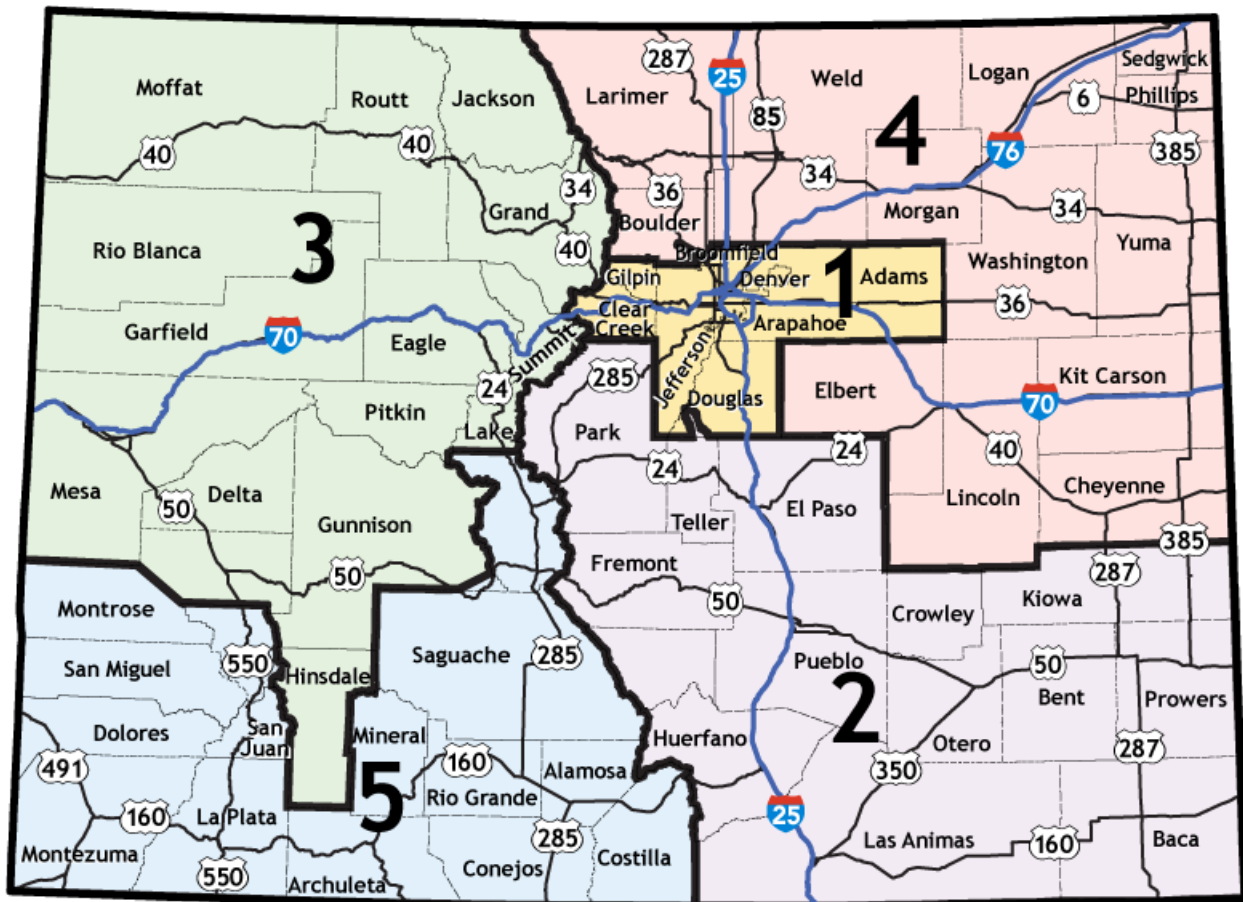 Moffat
Routt
Jackson
Larimer
287
25
Weld
Logan
Sedgwick
Phillips
6
85
4
76
385
40
40
34
36
34
Grand
Boulder
Morgan
34
Yuma
Rio Blanca
3
40
Broomfield
Washington
Gilpin
Denver
1
Adams
36
Garfield
70
Eagle
Clear
Creek
Arapahoe
Summit
Jefferson
24
285
Pitkin
Douglas
Elbert
Kit Carson
70
Lake
Park
24
24
40
Mesa
50
Delta
Gunnison
Teller
El Paso
Lincoln
Cheyenne
385
50
Fremont
287
Montrose
50
Crowley
Kiowa
San Miguel
550
Hinsdale
Saguache
285
Pueblo
50
Bent
Prowers
2
Dolores
San
Juan
Mineral
Huerfano
Otero
287
491
160
Alamosa
350
5
Rio Grande
160
La Plata
25
285
Las Animas
160
Baca
Montezuma
550
Archuleta
Conejos
Costilla